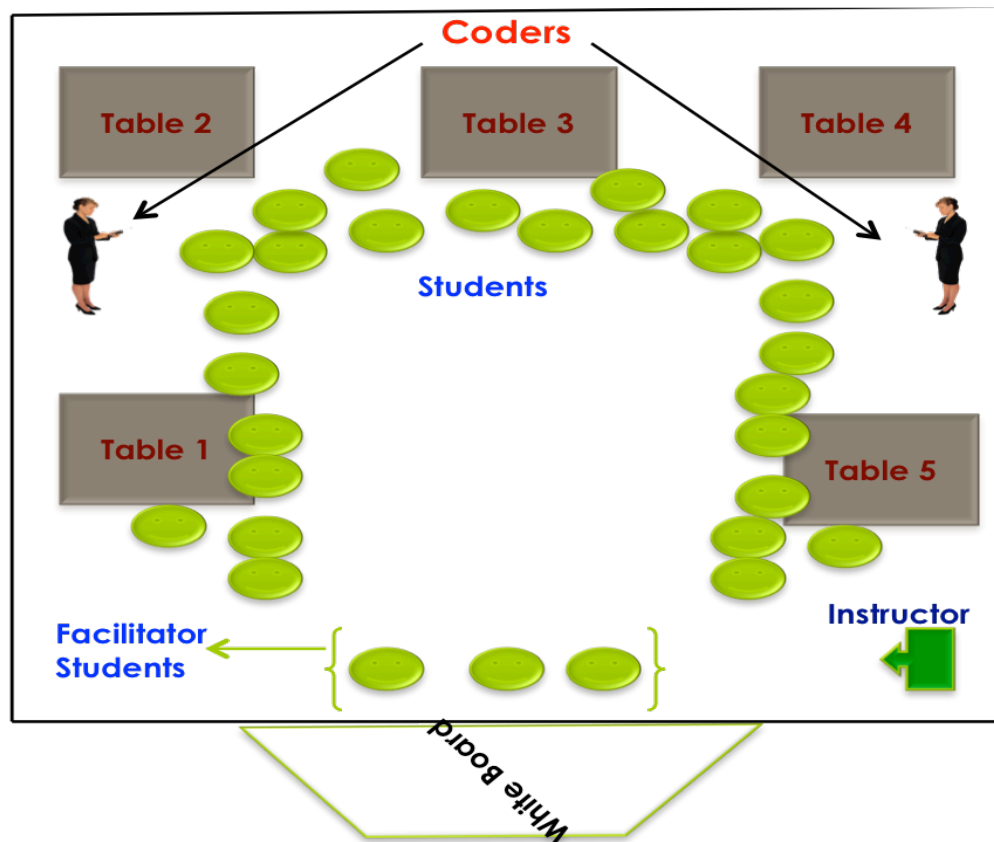 Coders
Table 2
Table 3
Table 4
Students
Table 1
Table 5
Instructor
Facilitator
Students
White Board